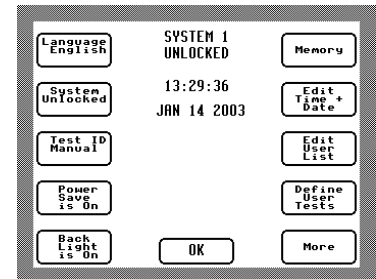 Language
English
SYSTEM 1
UNLOCKED
Memory
System
Unlocked
13:29:36
JAN 14 2003
Edit
Time +
Date
Test ID
Manual
Edit
User
List
Power
Save
is On
Define
User
Tests
Back
Light
is On
OK
More